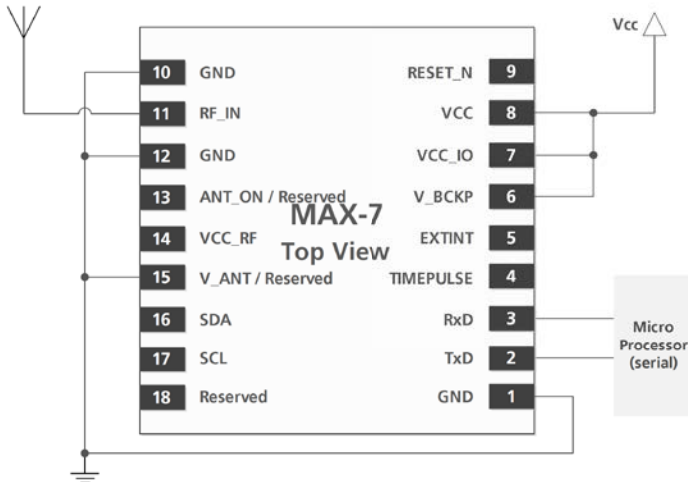 Vcc
10 GND RESET_N 9
11 RF_IN VCC 8
12 GND VCC_IO 7
13 ANT_ON / Reserved V_BCKP 6
MAX-7
14 VCC_RF EXTINT 5
Top View
15 V_ANT / Reserved TIMEPULSE 4
16 SDA RxD 3
17 SCL TxD 2
18 Reserved GND 1
Micro
Processor
(serial)